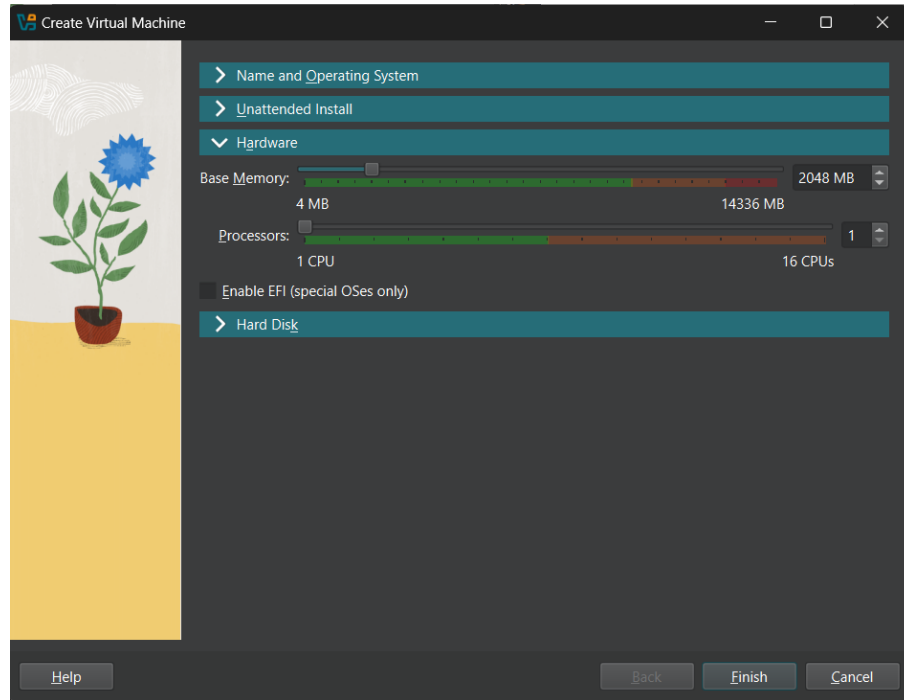 Create Virtual Machine
Name and Operating System
Unattended Install
Hardware
Base Memory: 2048 MB
4 MB 14336 MB
Processors: 1
1 CPU 16 CPUs
Enable EFI (special OSes only)
Hard Disk
Help Back Finish Cancel